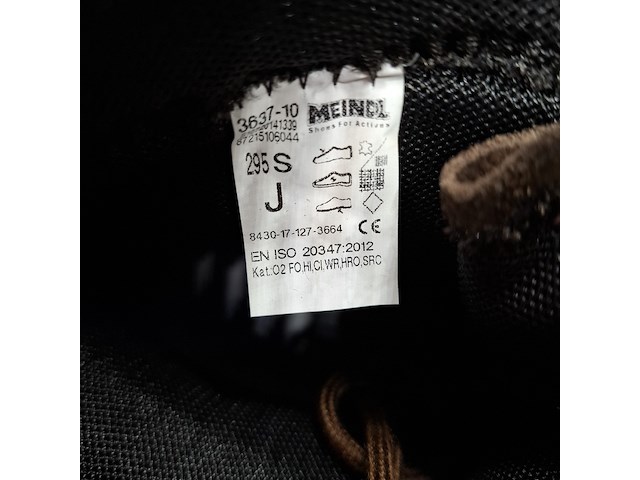 3637-10
MEINDL
Shoes For Actives
87215106044
295 S
J
8430-17-127-3664 CE
EN ISO 20347:2012
Kat.:O2 FO,HI,CI,WR,HRO,SRC